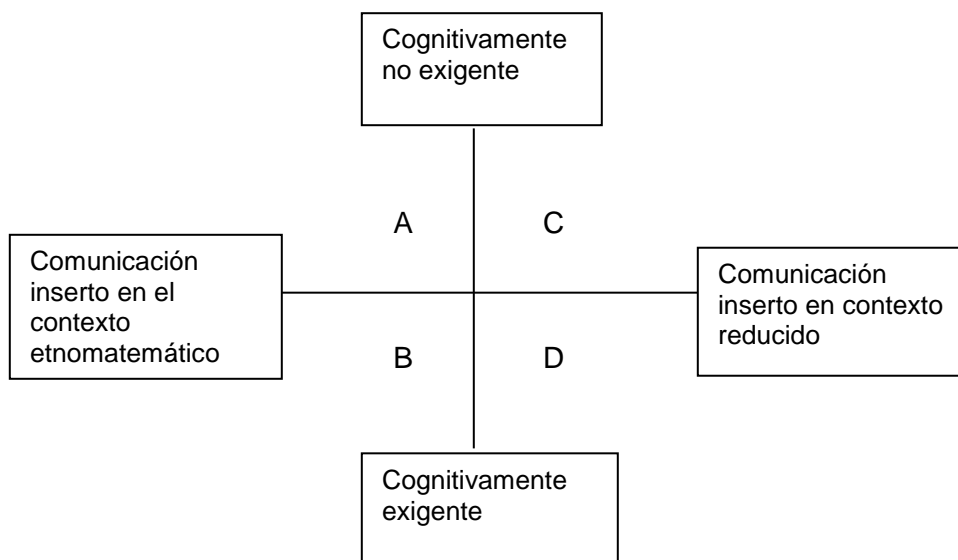 Cognitivamente
no exigente
A
C
Comunicación
inserto en el
contexto
etnomatemático
Comunicación
inserto en contexto
reducido
B
D
Cognitivamente
exigente